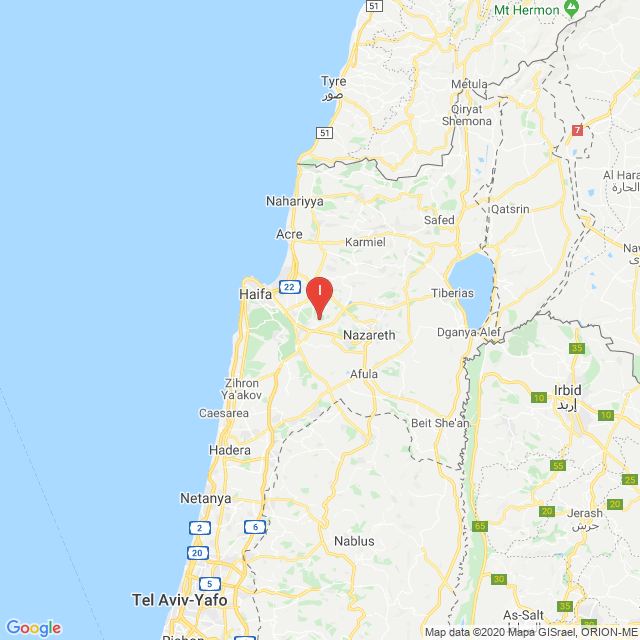 51
Mt Hermon
Tyre
صور
Metula
Qiryat
Shemona
51
7
Al Hara
الحارة
Nahariyya
Qatsrin
Safed
Acre
Karmiel
22
Haifa
I
Tiberias
Nazareth
Dganya Alef
35
Afula
Zihron
Ya'akov
Irbid
إربد
10
10
Caesarea
Beit She'an
Hadera
55
25
Netanya
20
20
Jerash
جرش
2
6
65
Nablus
20
5
30
35
Tel Aviv-Yafo
As-Salt
Google
Map data ©2020 Mapa GISrael, ORION-ME